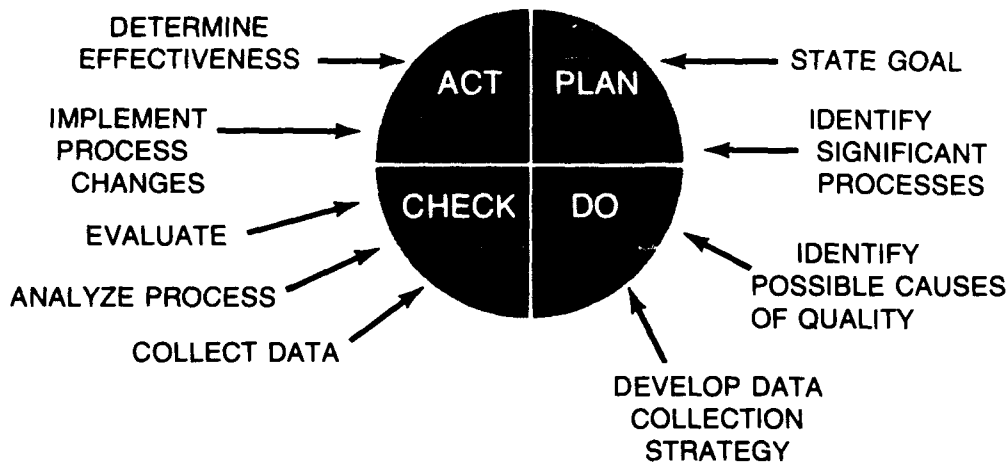 DETERMINE
EFFECTIVENESS
ACT
PLAN
STATE GOAL
IMPLEMENT
PROCESS
CHANGES
IDENTIFY
SIGNIFICANT
PROCESSES
CHECK
DO
EVALUATE
IDENTIFY
POSSIBLE CAUSES
OF QUALITY
ANALYZE PROCESS
COLLECT DATA
DEVELOP DATA
COLLECTION
STRATEGY